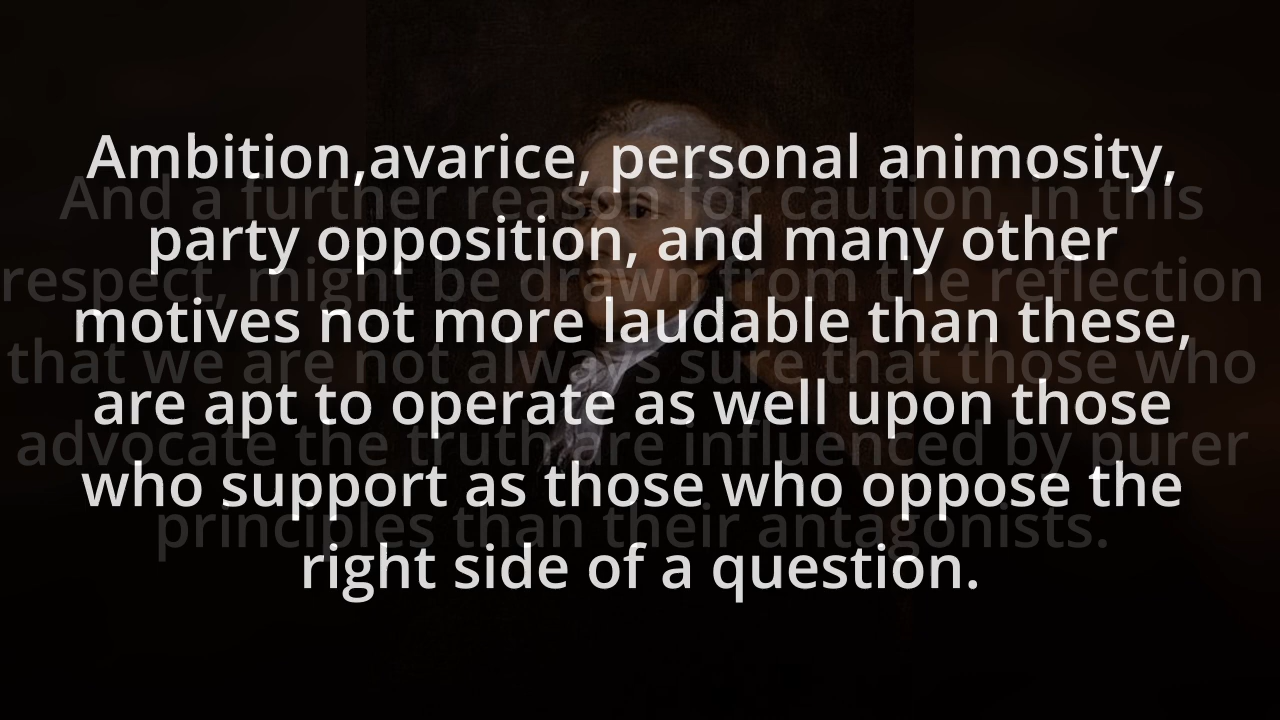 Ambition,avarice, personal animosity,
party opposition, and many other
motives not more laudable than these,
are apt to operate as well upon those
who support as those who oppose the
right side of a question.
And a further reason for caution, in this
respect, might be drawn from the reflection
that we are not always sure that those who
advocate the truth are influenced by purer
principles than their antagonists.